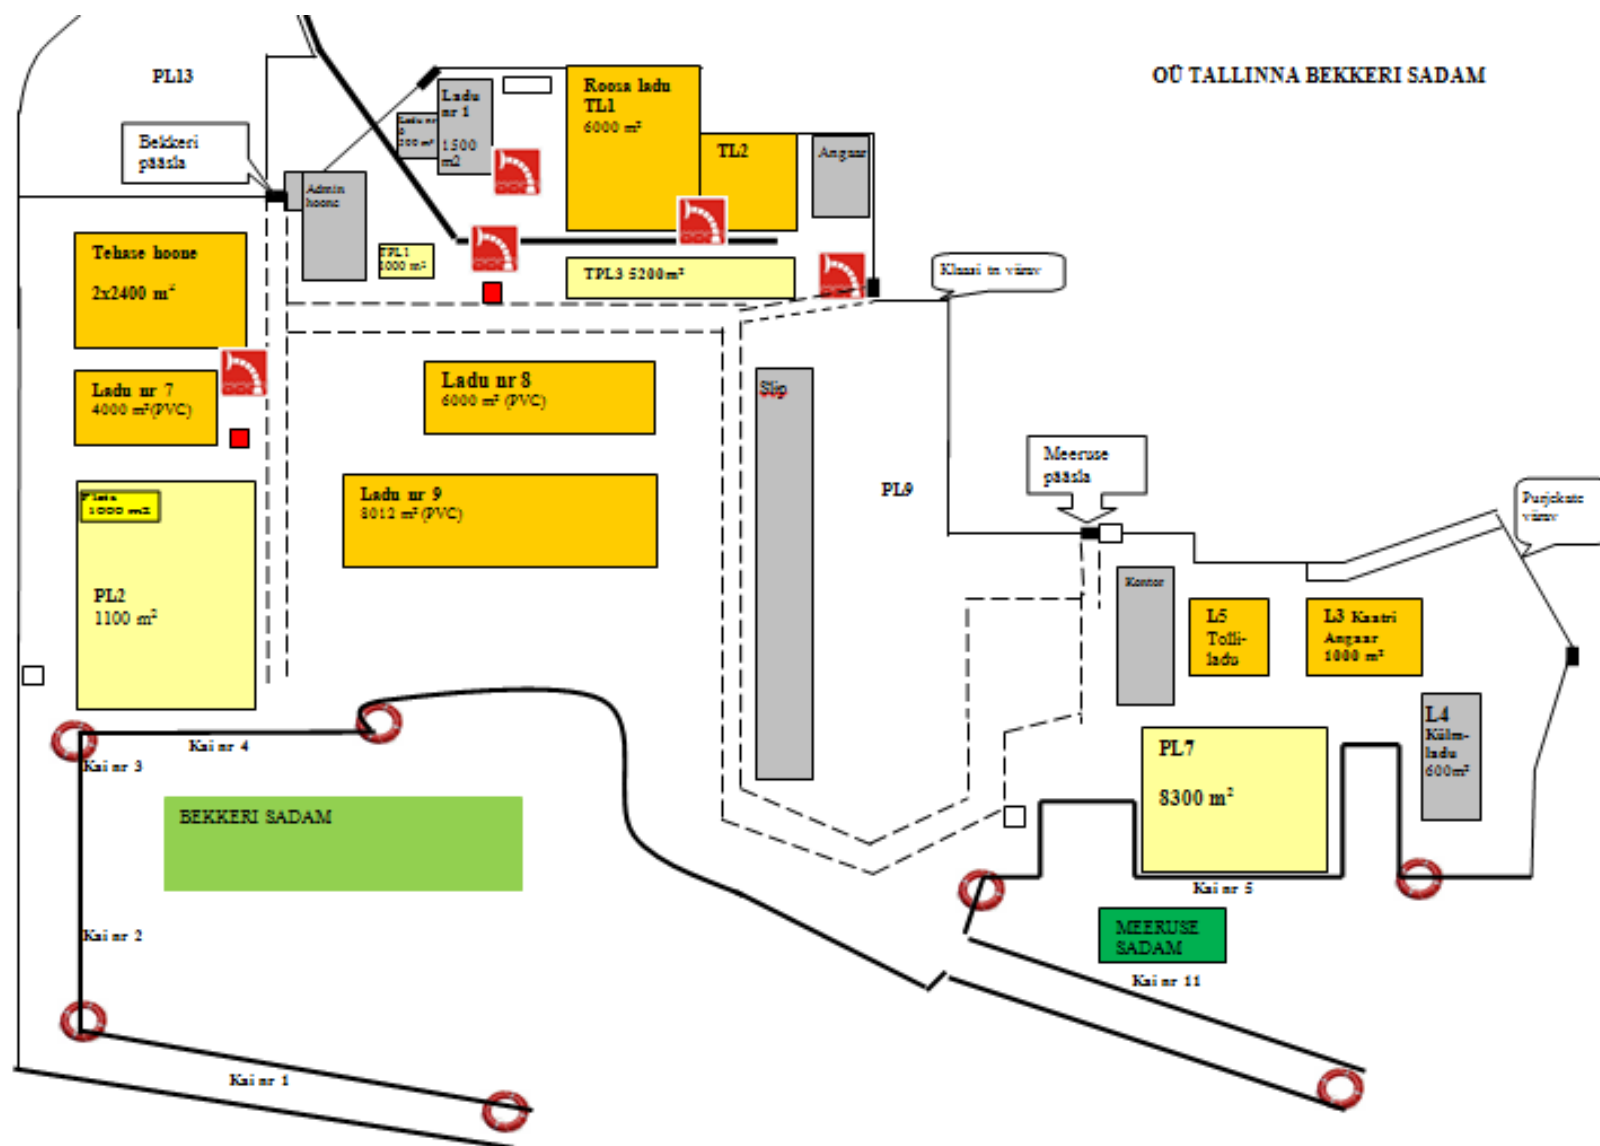 OÜ TALLINNA BEKKERI SADAM
PL13
Bekkeri
pääsla
Ladu
nr 1
1500
m2
Roosa ladu
TL1
6000 m²
TL2
Angaar
Admin
hoone
TPL1
1000 m²
TPL3 5200m²
Klaasi tn värav
Tehase hoone
2x2400 m²
Ladu nr 7
4000 m²(PVC)
Ladu nr 8
6000 m² (PVC)
Ladu nr 9
8012 m² (PVC)
Slip
PL9
Meeruse
pääsla
Purjekate
värav
1000 m2
PL2
1100 m²
Kontor
L5
Tolli-
ladu
L3 Kaatri
Angaar
1000 m²
L4
Külm-
ladu
600m²
PL7
8300 m²
Kai nr 4
Kai nr 3
BEKKERI SADAM
Kai nr 5
MEERUSE
SADAM
Kai nr 2
Kai nr 11
Kai nr 1